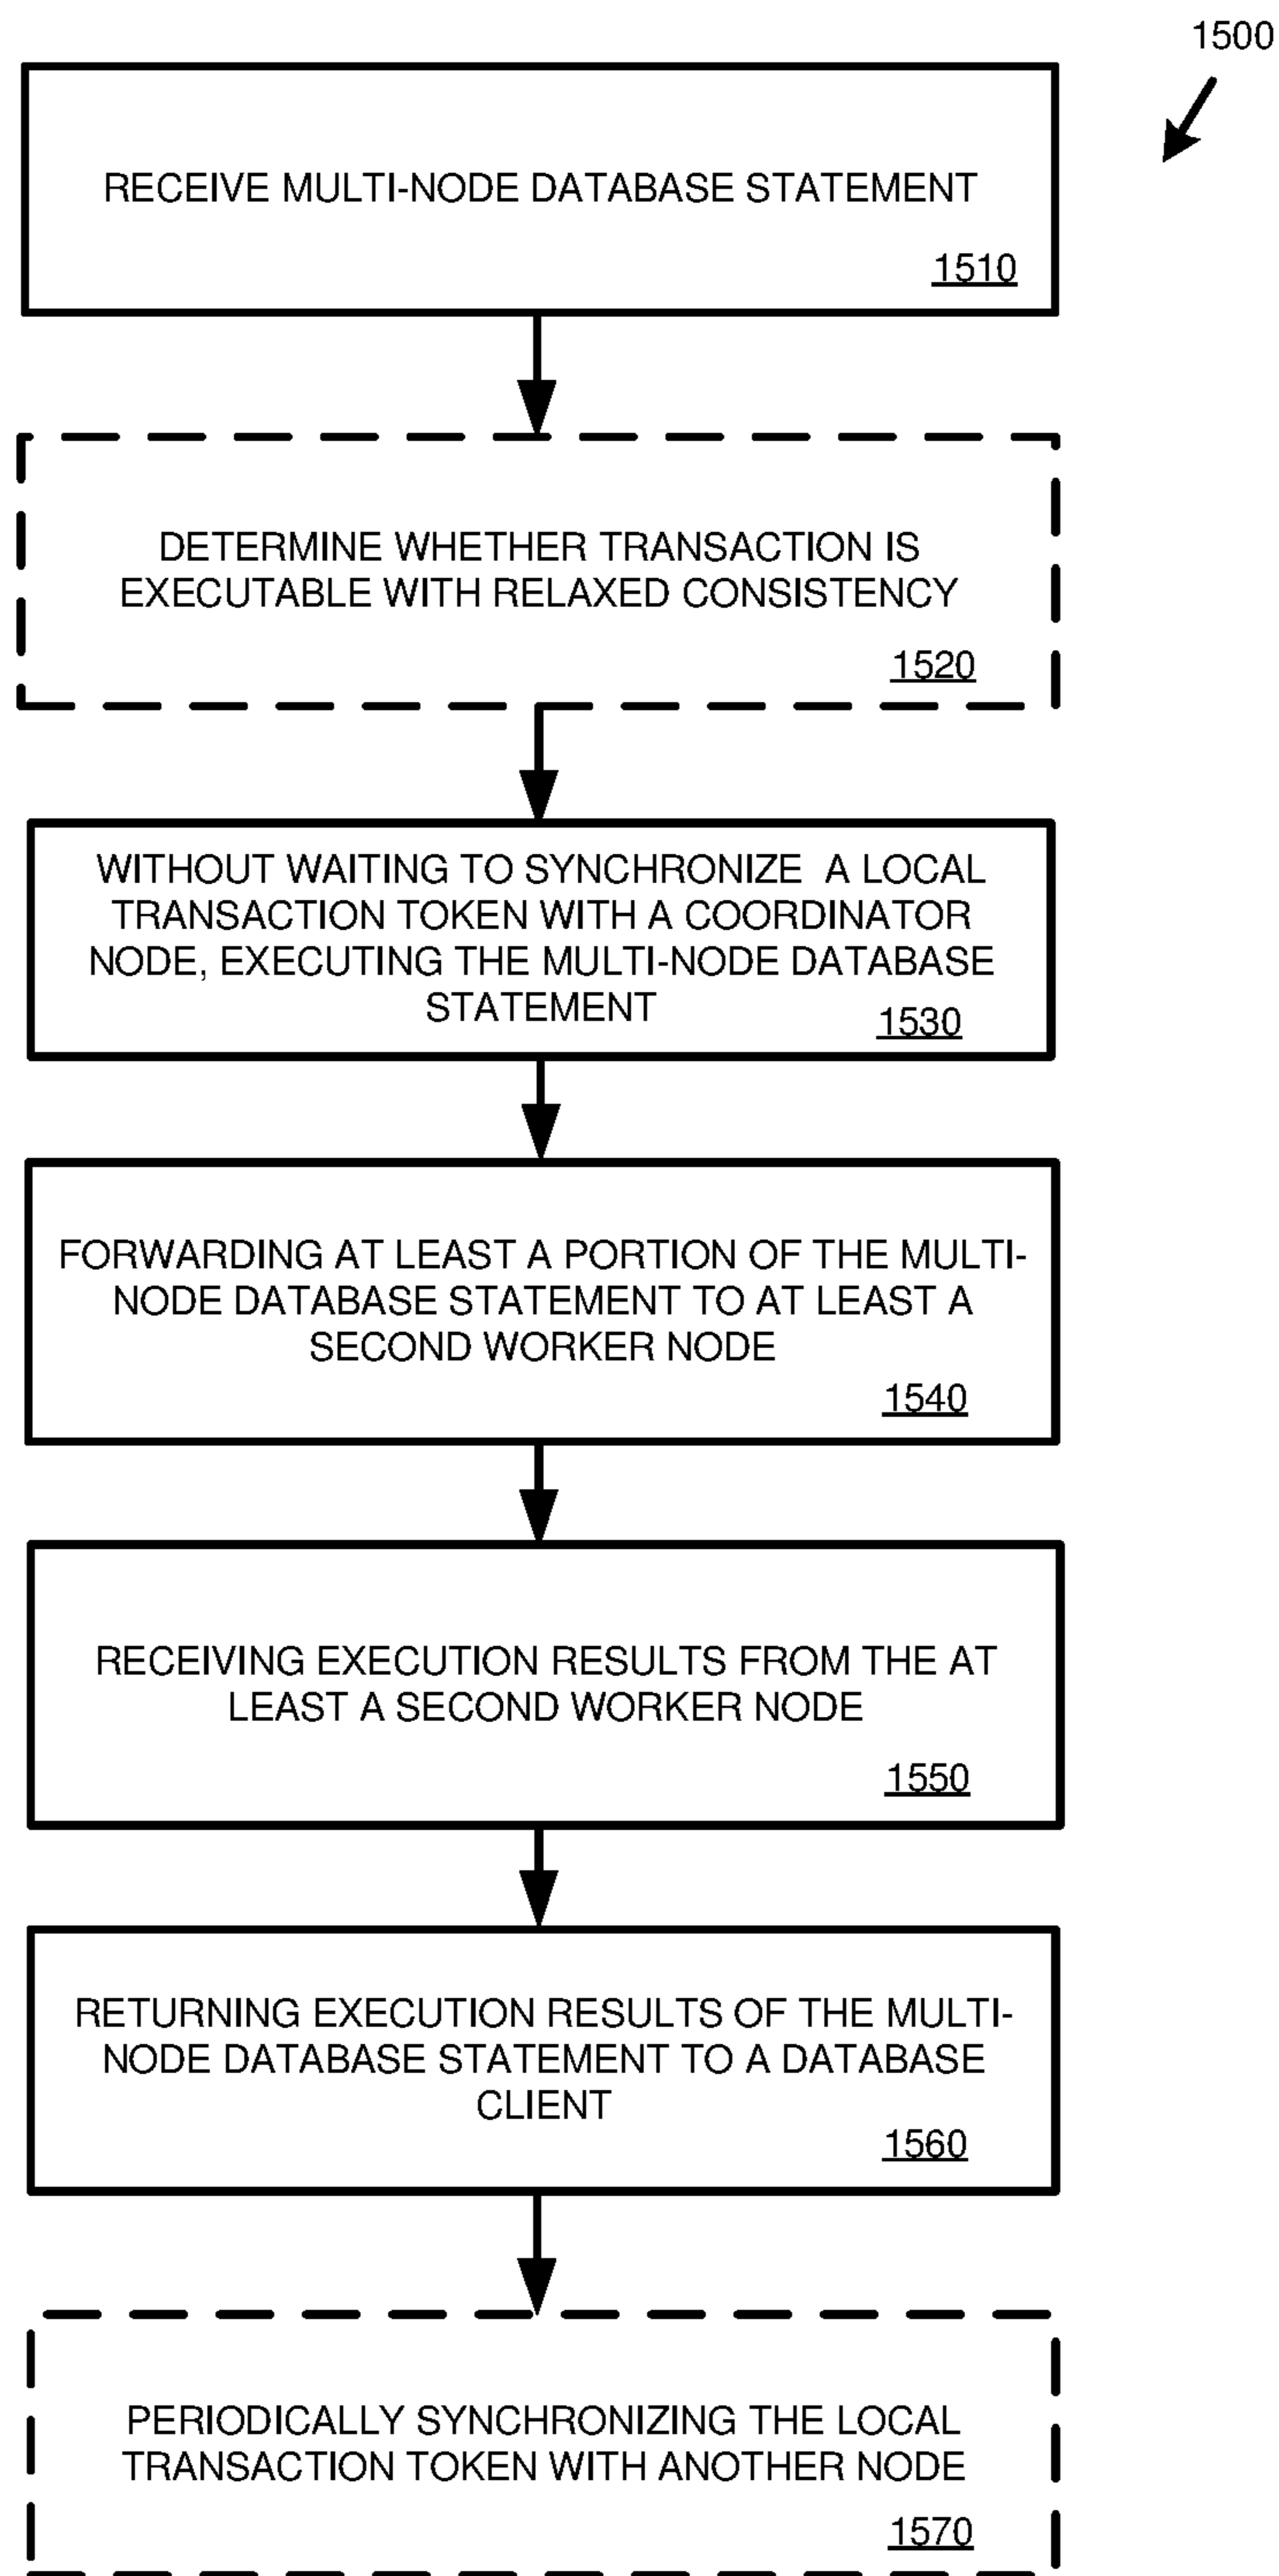 1500
RECEIVE MULTI-NODE DATABASE STATEMENT
1510
DETERMINE WHETHER TRANSACTION IS
EXECUTABLE WITH RELAXED CONSISTENCY
1520
WITHOUT WAITING TO SYNCHRONIZE A LOCAL
TRANSACTION TOKEN WITH A COORDINATOR
NODE, EXECUTING THE MULTI-NODE DATABASE
STATEMENT
1530
FORWARDING AT LEAST A PORTION OF THE MULTI-
NODE DATABASE STATEMENT TO AT LEAST A
SECOND WORKER NODE
1540
RECEIVING EXECUTION RESULTS FROM THE AT
LEAST A SECOND WORKER NODE
1550
RETURNING EXECUTION RESULTS OF THE MULTI-
NODE DATABASE STATEMENT TO A DATABASE
CLIENT
1560
PERIODICALLY SYNCHRONIZING THE LOCAL
TRANSACTION TOKEN WITH ANOTHER NODE
1570